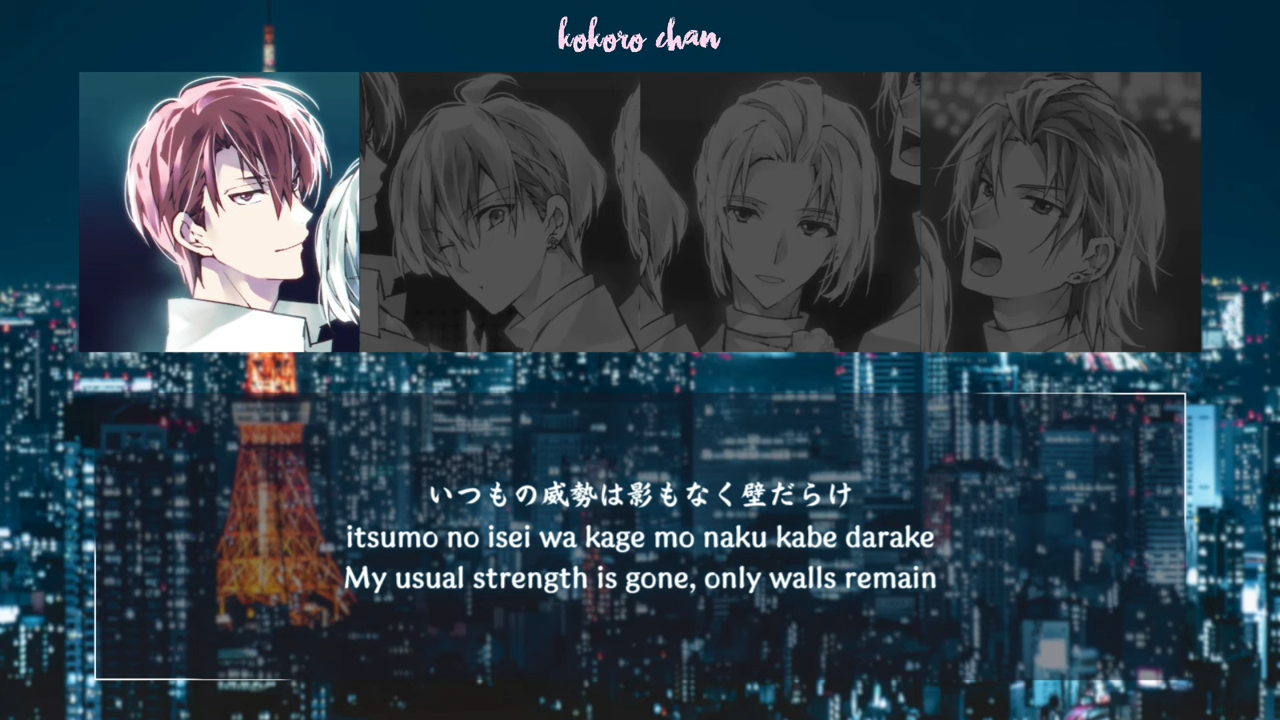 kokoro chan
いつもの威勢は影もなく壁だらけ
itsumo no isei wa kage mo naku kabe darake
My usual strength is gone, only walls remain